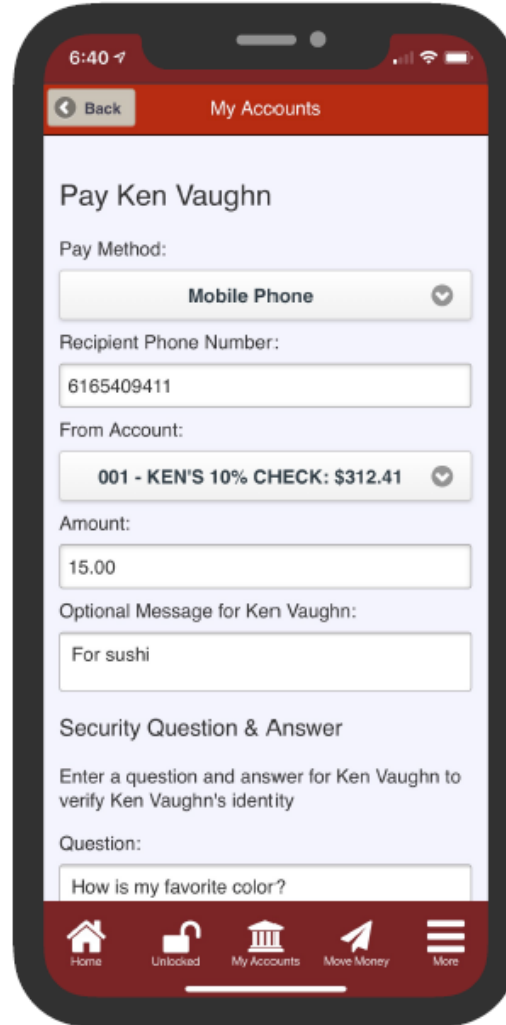 6:40
Back
My Accounts
Pay Ken Vaughn
Pay Method:
Mobile Phone
Recipient Phone Number:
6165409411
From Account:
001 - KEN'S 10% CHECK: $312.41
Amount:
15.00
Optional Message for Ken Vaughn:
For sushi
Security Question & Answer
Enter a question and answer for Ken Vaughn to
verify Ken Vaughn's identity
Question:
How is my favorite color?
Home
Unlocked
My Accounts
Move Money
More